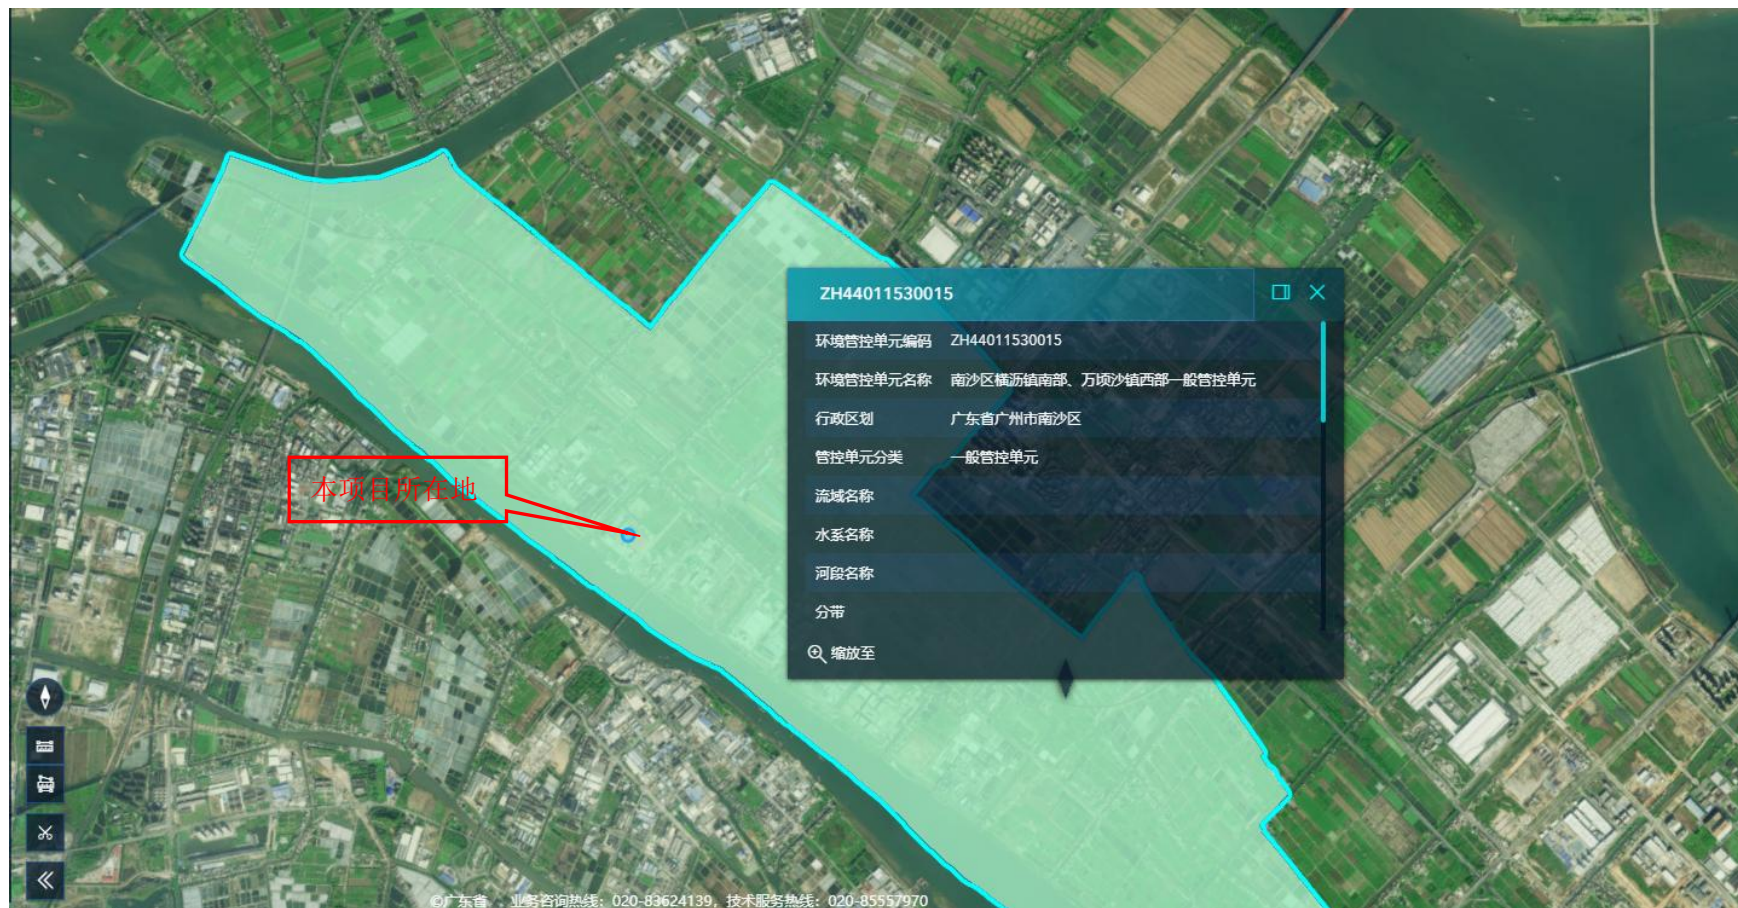 ZH44011530015
环境管控单元编码 ZH44011530015
环境管控单元名称 南沙区横沥镇南部、万顷沙镇西部一般管控单元
行政区划 广东省广州市南沙区
管控单元分类 一般管控单元
流域名称
水系名称
河段名称
分带
缩放至
本项目所在地
©广东省 , 业务咨询热线：020-83624139，技术服务热线：020-85557970